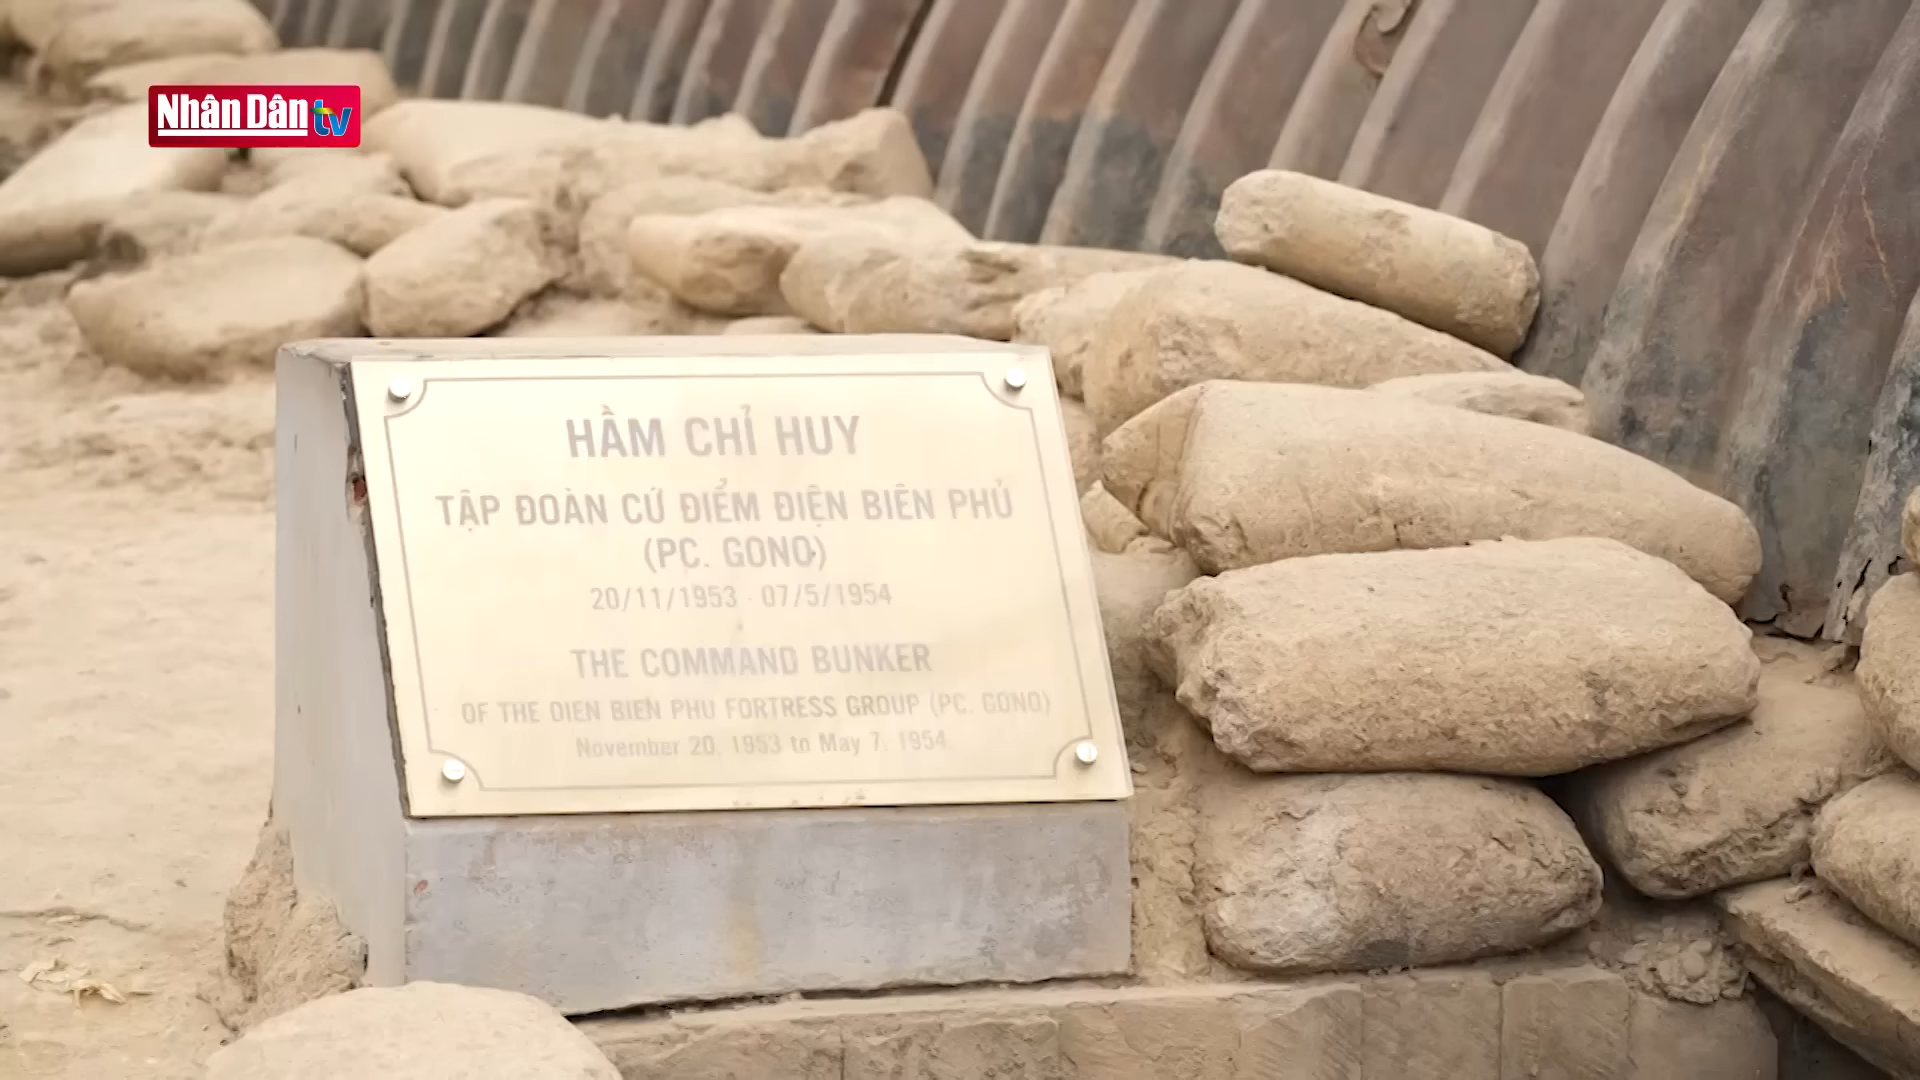 Nhân Dân tv
HẦM CHỈ HUY
TẬP ĐOÀN CỨ ĐIỂM ĐIỆN BIÊN PHỦ
(PC. GONO)
20/11/1953 - 07/5/1954
THE COMMAND BUNKER
OF THE DIEN BIEN PHU FORTRESS GROUP (PC. GONO)
November 20, 1953 to May 7, 1954